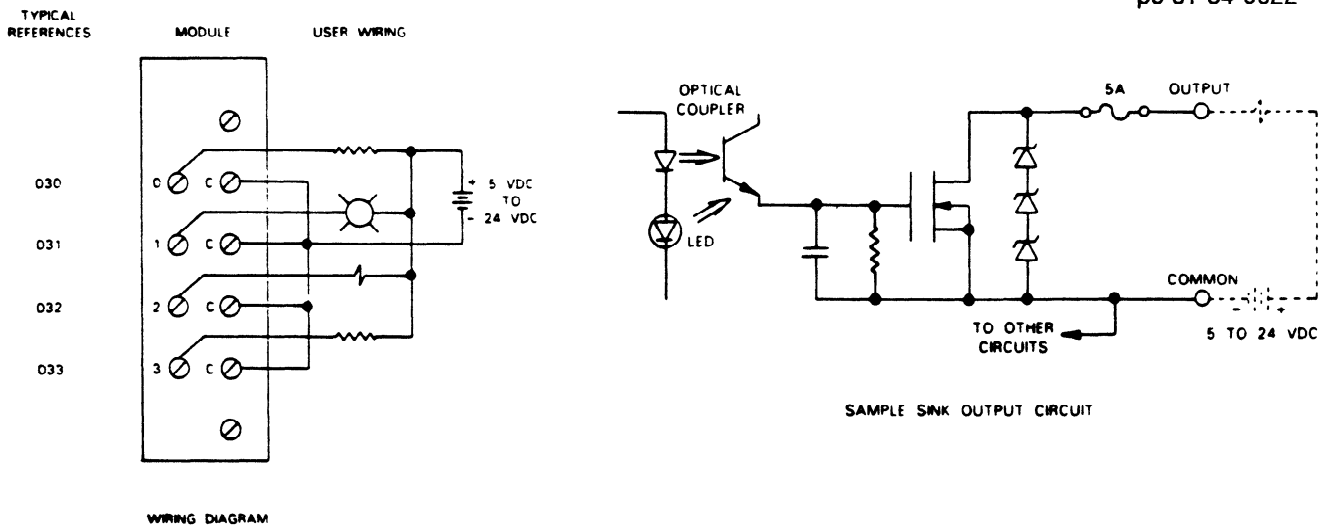 TYPICAL
REFERENCES
MODULE
USER WIRING
030
031
032
033
0 C
1 C
2 C
3 C
+ 5 VDC
TO
- 24 VDC
WIRING DIAGRAM
OPTICAL
COUPLER
LED
5A
OUTPUT
COMMON
TO OTHER
CIRCUITS
- +
5 TO 24 VDC
SAMPLE SINK OUTPUT CIRCUIT